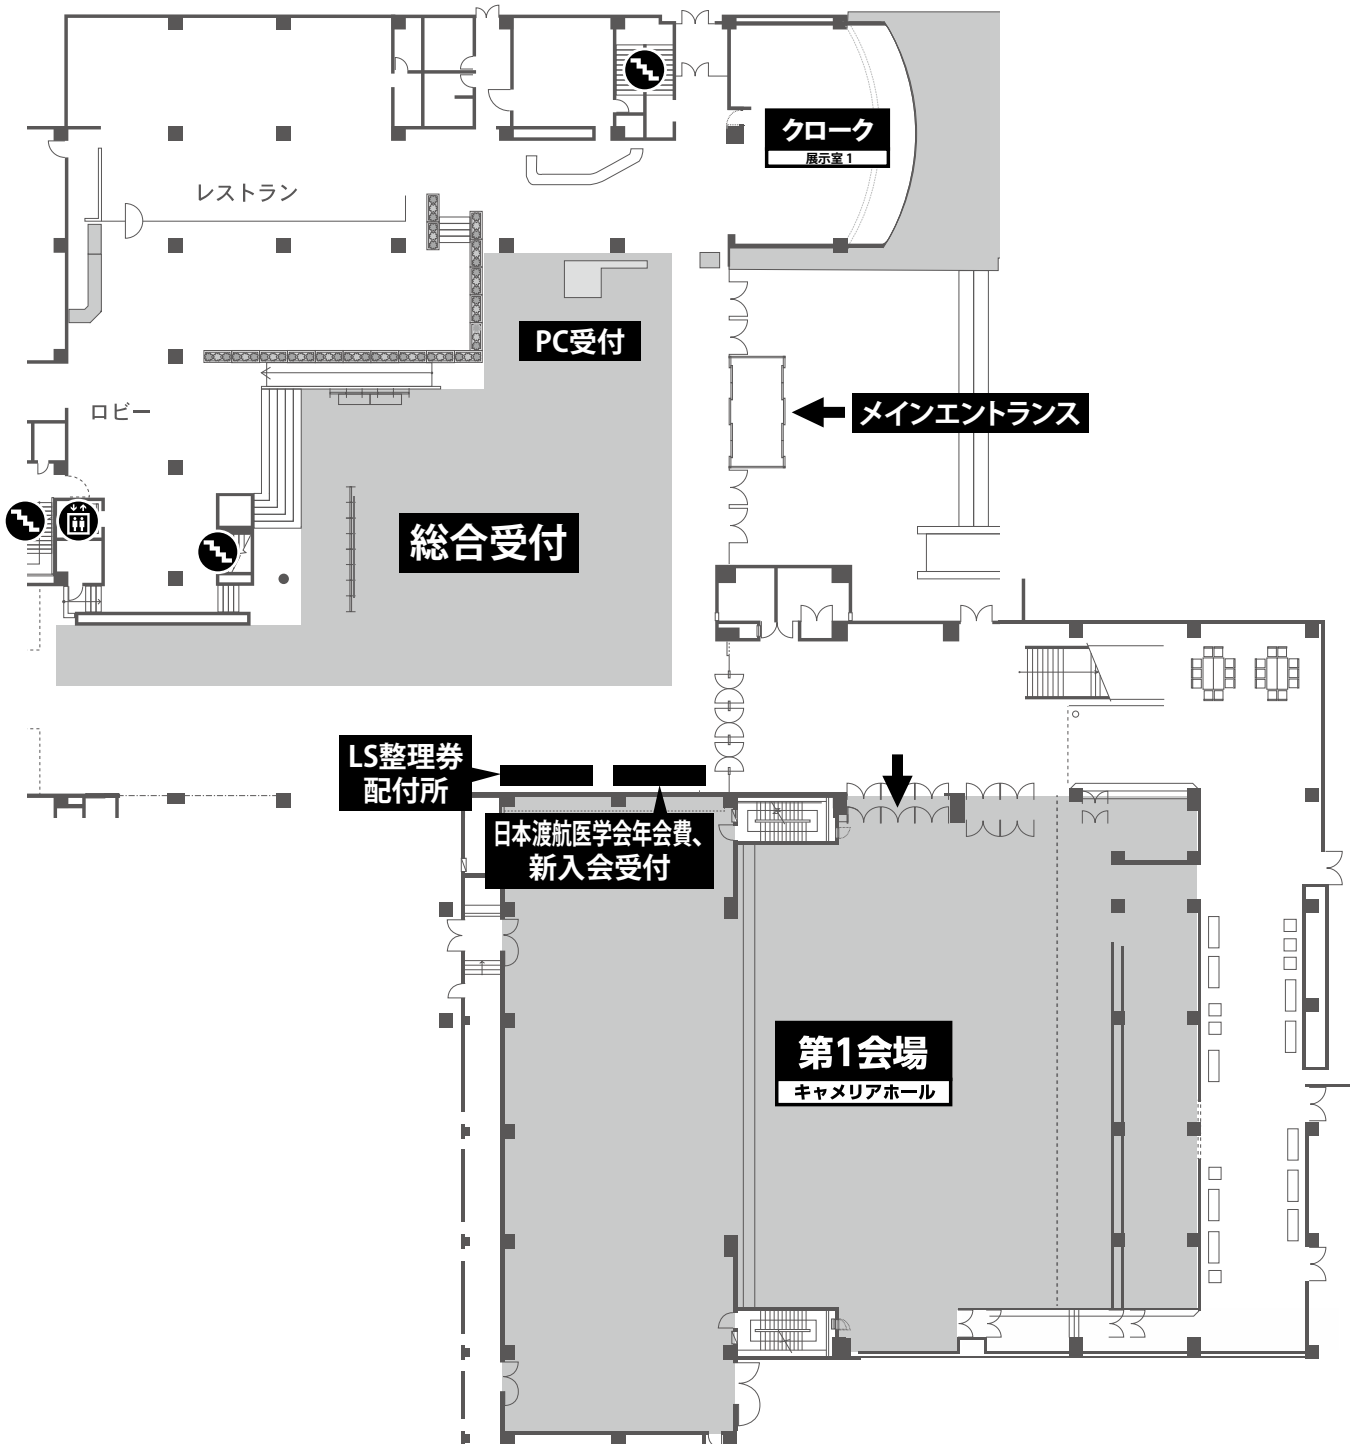 クローク
展示室 1
レストラン
PC受付
ロビー
メインエントランス
総合受付
LS整理券
配付所
日本渡航医学会年会費、
新入会受付
第1会場
キャメリアホール